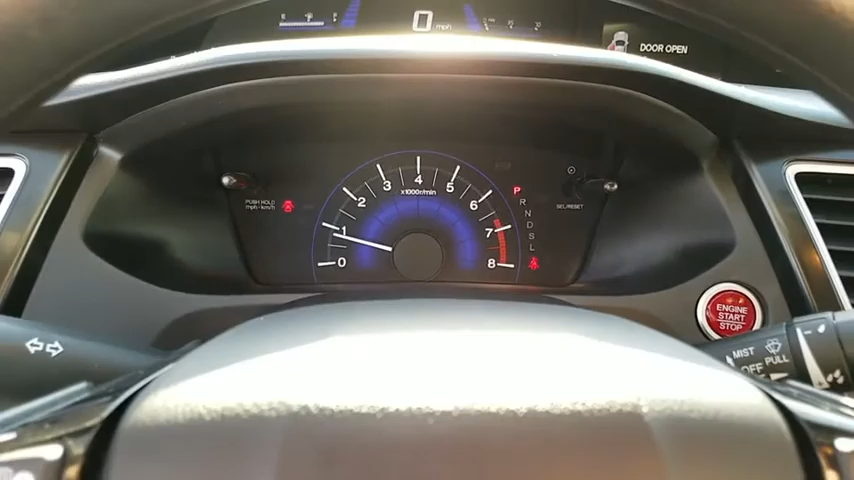 E F
0 mph
DOOR OPEN
0 1 2 3 4 5 6 7 8
x1000r/min
PUSH HOLD
mph↔km/h
P
R
N
D
S
L
SEL/RESET
ENGINE
START
STOP
MIST
OFF
PULL